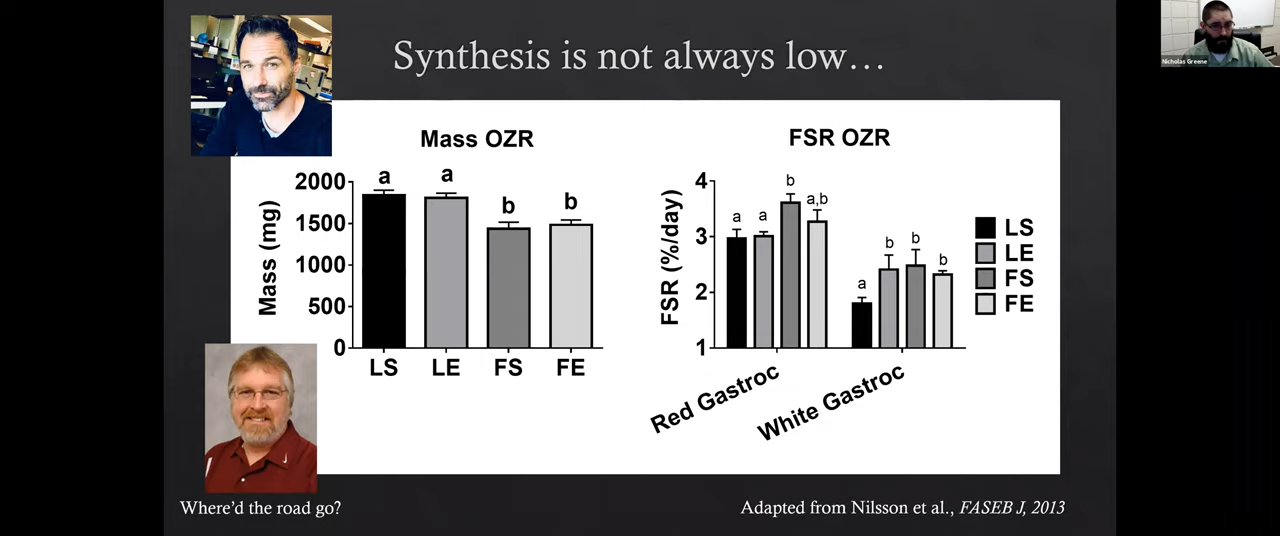 Synthesis is not always low…
Nicholas Greene
Mass OZR
Mass (mg)
2000
1500
1000
500
0
a
a
b
b
LS
LE
FS
FE
FSR OZR
FSR (%/day)
4
3
2
1
a
a
b
a,b
a
b
b
b
Red Gastroc
White Gastroc
LS
LE
FS
FE
Where'd the road go?
Adapted from Nilsson et al., FASEB J, 2013